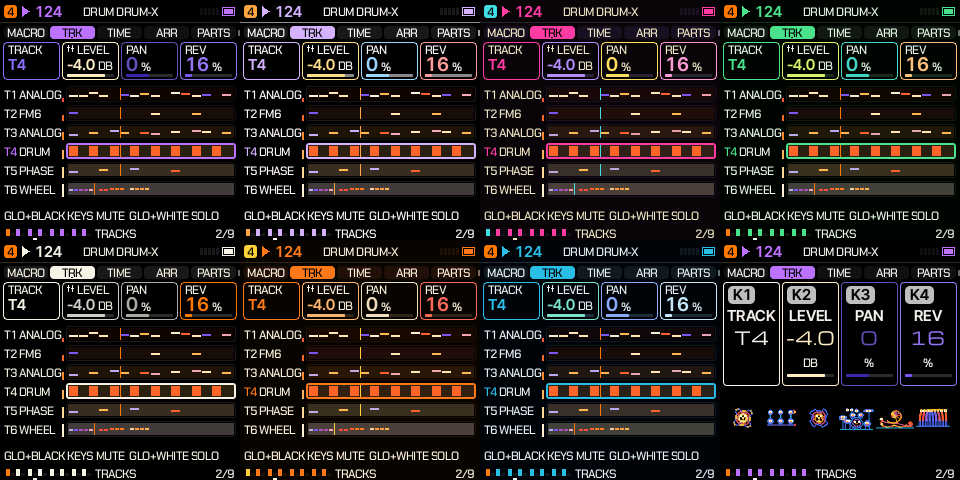 4 124 DRUM DRUM-X
MACRO TRK TIME ARR PARTS
TRACK T4 LEVEL -4.0 DB PAN 0 % REV 16 %
T1 ANALOG
T2 FM6
T3 ANALOG
T4 DRUM
T5 PHASE
T6 WHEEL
GLO+BLACK KEYS MUTE GLO+WHITE SOLO
TRACKS 2/9
4 124 DRUM DRUM-X
MACRO TRK TIME ARR PARTS
TRACK T4 LEVEL -4.0 DB PAN 0 % REV 16 %
T1 ANALOG
T2 FM6
T3 ANALOG
T4 DRUM
T5 PHASE
T6 WHEEL
GLO+BLACK KEYS MUTE GLO+WHITE SOLO
TRACKS 2/9
4 124 DRUM DRUM-X
MACRO TRK TIME ARR PARTS
TRACK T4 LEVEL -4.0 DB PAN 0 % REV 16 %
T1 ANALOG
T2 FM6
T3 ANALOG
T4 DRUM
T5 PHASE
T6 WHEEL
GLO+BLACK KEYS MUTE GLO+WHITE SOLO
TRACKS 2/9
4 124 DRUM DRUM-X
MACRO TRK TIME ARR PARTS
TRACK T4 LEVEL -4.0 DB PAN 0 % REV 16 %
T1 ANALOG
T2 FM6
T3 ANALOG
T4 DRUM
T5 PHASE
T6 WHEEL
GLO+BLACK KEYS MUTE GLO+WHITE SOLO
TRACKS 2/9
4 124 DRUM DRUM-X
MACRO TRK TIME ARR PARTS
TRACK T4 LEVEL -4.0 DB PAN 0 % REV 16 %
T1 ANALOG
T2 FM6
T3 ANALOG
T4 DRUM
T5 PHASE
T6 WHEEL
GLO+BLACK KEYS MUTE GLO+WHITE SOLO
TRACKS 2/9
4 124 DRUM DRUM-X
MACRO TRK TIME ARR PARTS
TRACK T4 LEVEL -4.0 DB PAN 0 % REV 16 %
T1 ANALOG
T2 FM6
T3 ANALOG
T4 DRUM
T5 PHASE
T6 WHEEL
GLO+BLACK KEYS MUTE GLO+WHITE SOLO
TRACKS 2/9
4 124 DRUM DRUM-X
MACRO TRK TIME ARR PARTS
TRACK T4 LEVEL -4.0 DB PAN 0 % REV 16 %
T1 ANALOG
T2 FM6
T3 ANALOG
T4 DRUM
T5 PHASE
T6 WHEEL
GLO+BLACK KEYS MUTE GLO+WHITE SOLO
TRACKS 2/9
4 124 DRUM DRUM-X
MACRO TRK TIME ARR PARTS
K1 K2 K3 K4
TRACK LEVEL PAN REV
T4 -4.0 0 16
DB % %
TRACKS 2/9